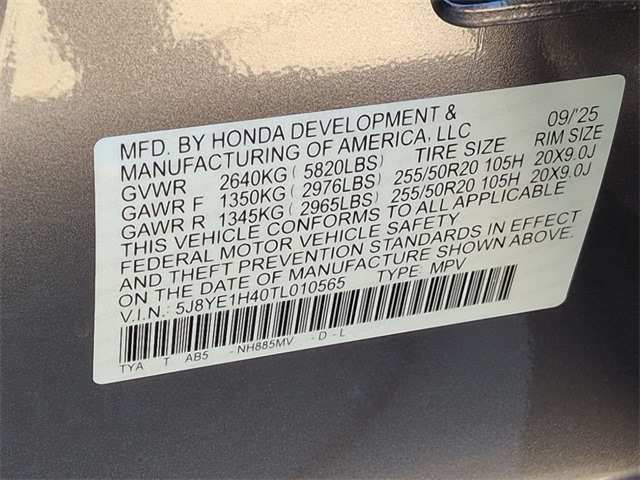 MFD. BY HONDA DEVELOPMENT & 09/'25
MANUFACTURING OF AMERICA, LLC
GVWR 2640KG( 5820LBS) TIRE SIZE RIM SIZE
GAWR F 1350KG( 2976LBS) 255/50R20 105H 20X9.0J
GAWR R 1345KG( 2965LBS) 255/50R20 105H 20X9.0J
THIS VEHICLE CONFORMS TO ALL APPLICABLE
FEDERAL MOTOR VEHICLE SAFETY
AND THEFT PREVENTION STANDARDS IN EFFECT
ON THE DATE OF MANUFACTURE SHOWN ABOVE.
V.I.N.: 5J8YE1H40TL010565 TYPE: MPV
TYA T AB5 -NH885MV -D-L